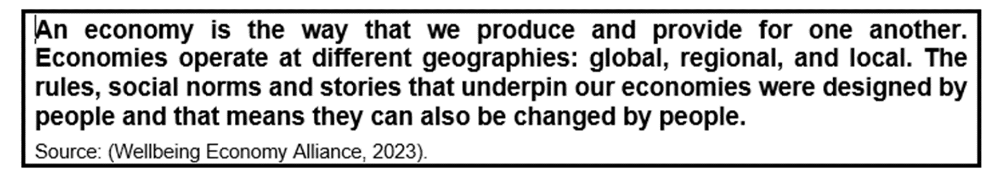 An economy is the way that we produce and provide for one another.
Economies operate at different geographies: global, regional, and local. The
rules, social norms and stories that underpin our economies were designed by
people and that means they can also be changed by people.
Source: (Wellbeing Economy Alliance, 2023).